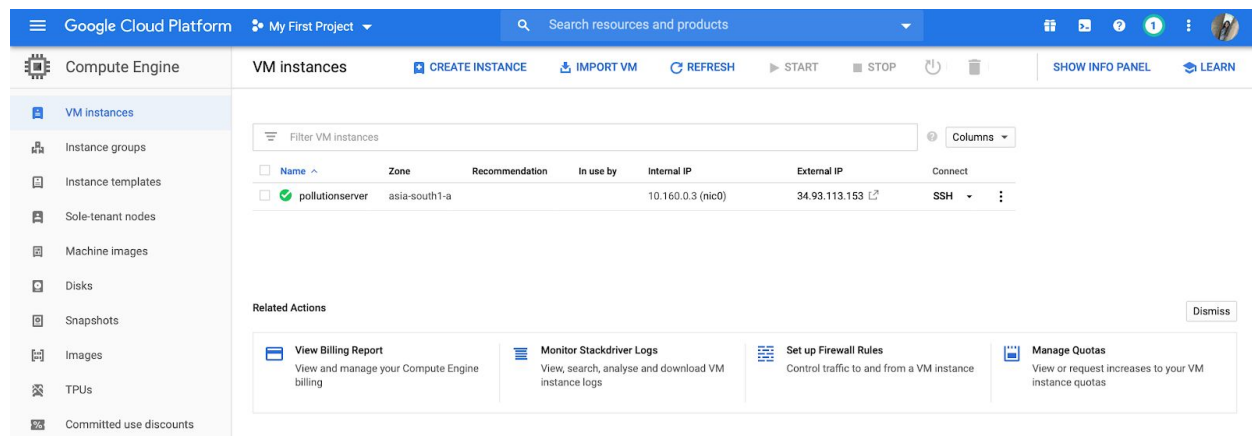 Google Cloud Platform My First Project Search resources and products 1
Compute Engine VM instances CREATE INSTANCE IMPORT VM REFRESH START STOP SHOW INFO PANEL LEARN
VM instances
Instance groups
Instance templates
Sole-tenant nodes
Machine images
Disks
Snapshots
Images
TPUs
Committed use discounts
Filter VM instances Columns
Name Zone Recommendation In use by Internal IP External IP Connect
pollutionserver asia-south1-a 10.160.0.3 (nic0) 34.93.113.153 SSH
Related Actions Dismiss
View Billing Report
View and manage your Compute Engine
billing
Monitor Stackdriver Logs
View, search, analyse and download VM
instance logs
Set up Firewall Rules
Control traffic to and from a VM instance
Manage Quotas
View or request increases to your VM
instance quotas